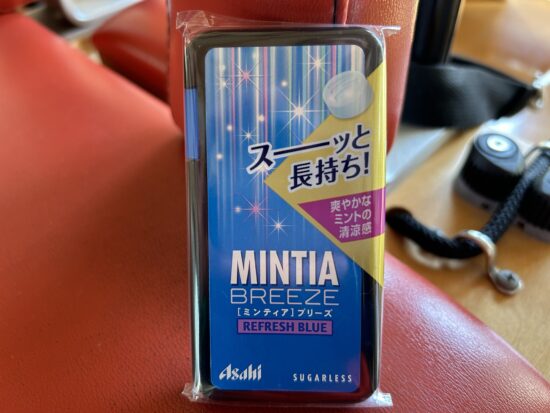 スーーッと
長持ち!
爽やかな
ミントの
清涼感
MINTIA
BREEZE
[ミンティア]ブリーズ
REFRESH BLUE
Asahi
SUGARLESS